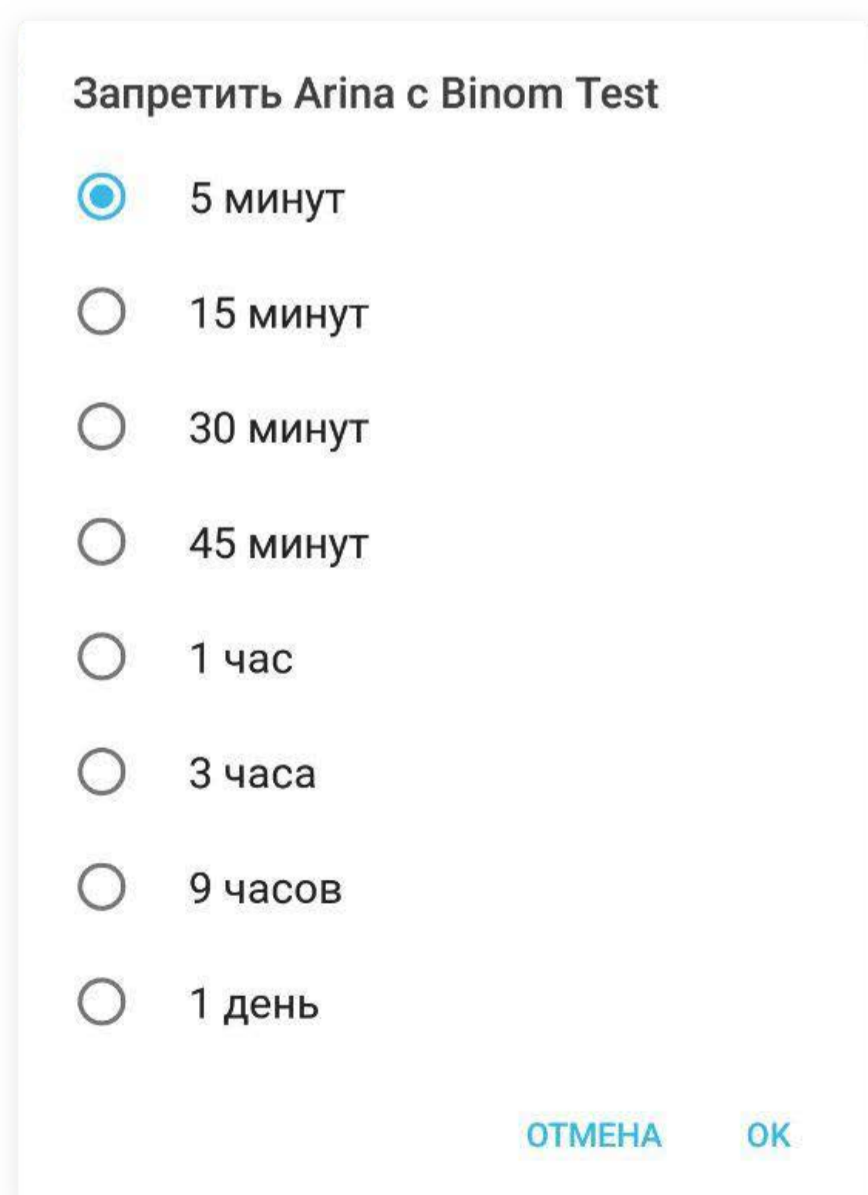 Запретить Arina с Binom Test
5 минут
15 минут
30 минут
45 минут
1 час
3 часа
9 часов
1 день
ОТМЕНА OK